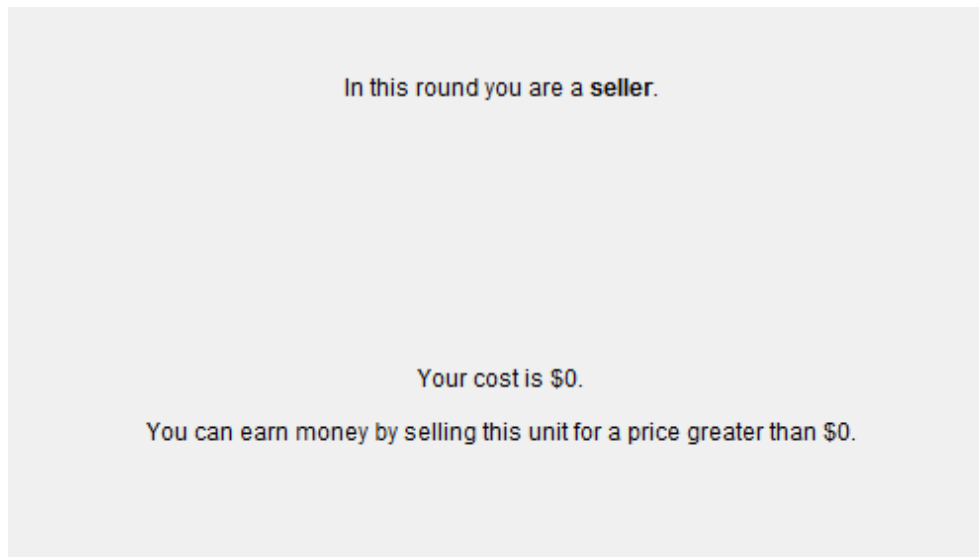 In this round you are a seller.
Your cost is $0.
You can earn money by selling this unit for a price greater than $0.